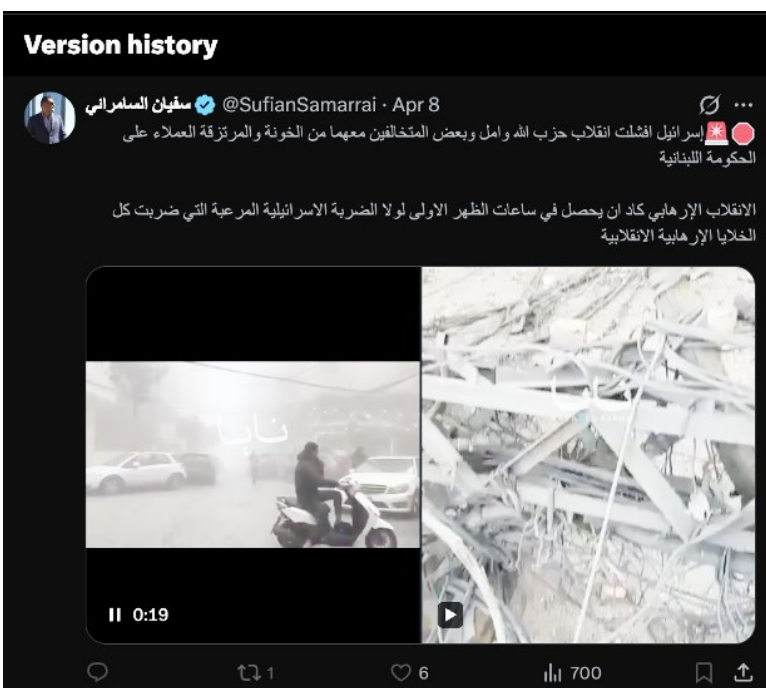 Version history
سفيان السامرائي @SufianSamarrai · Apr 8
إسرائيل افشلت انقلاب حزب الله وامل وبعض المتخالفين معهما من الخونة والمرتزقة العملاء على
الحكومة اللبنانية
الانقلاب الإرهابي كاد ان يحصل في ساعات الظهر الاولى لولا الضربة الاسرائيلية المرعبة التي ضربت كل
الخلايا الإرهابية الانقلابية
نايا
نايا
0:19
1
6
700